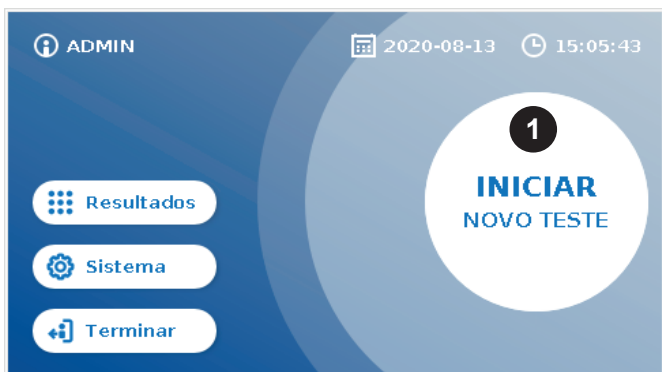 ADMIN 2020-08-13 15:05:43
1
INICIAR
NOVO TESTE
Resultados
Sistema
Terminar